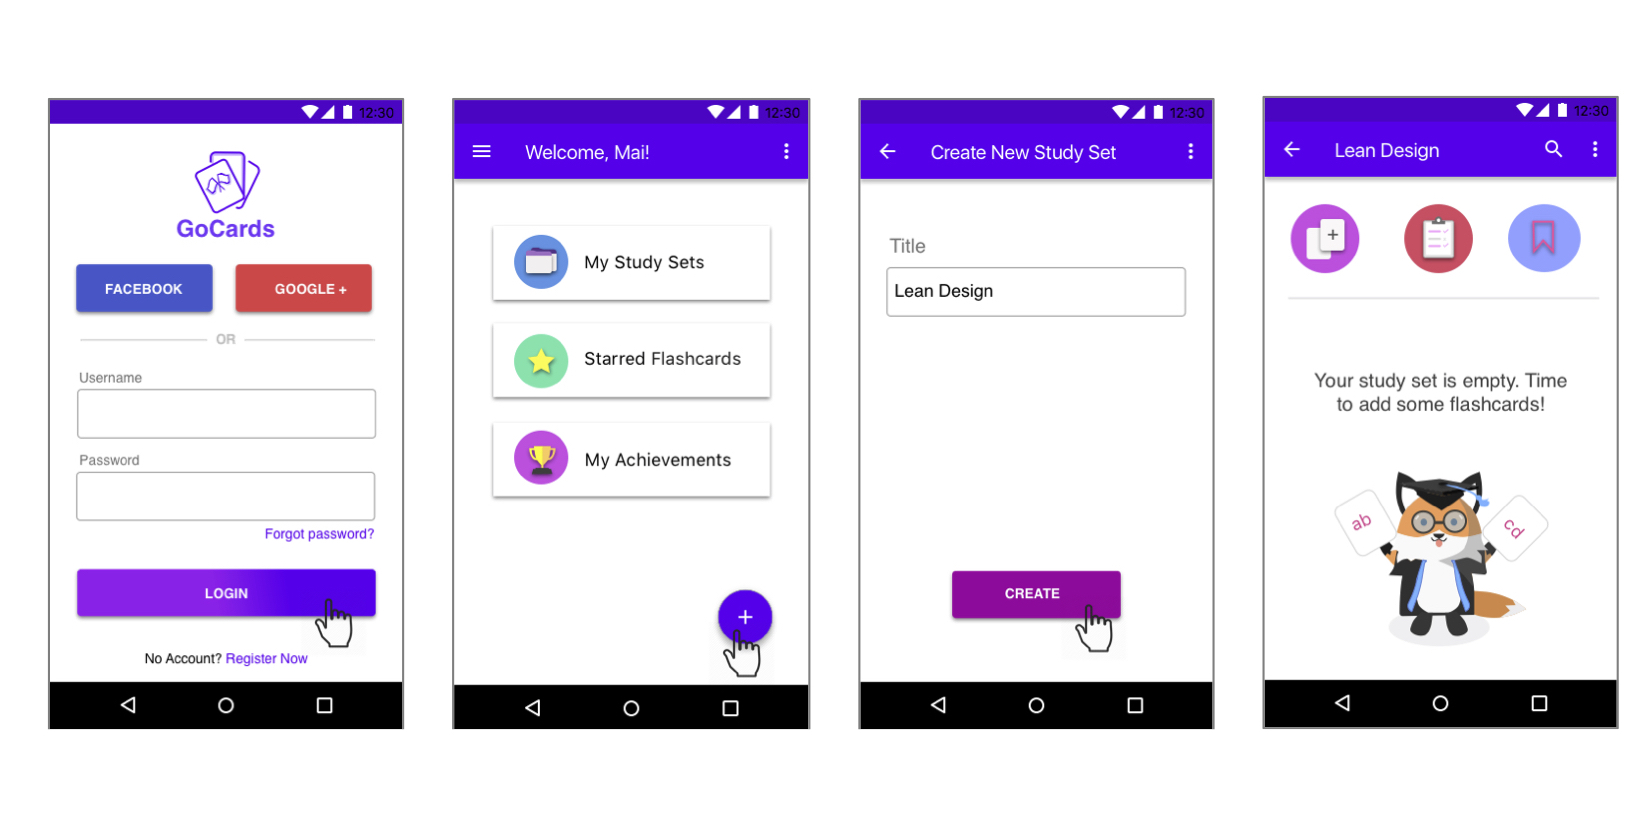 12:30
GoCards
FACEBOOK GOOGLE +
OR
Username
Password
Forgot password?
LOGIN
No Account? Register Now
12:30
Welcome, Mai!
My Study Sets
Starred Flashcards
My Achievements
12:30
Create New Study Set
Title
Lean Design
CREATE
12:30
Lean Design
Your study set is empty. Time
to add some flashcards!
ab
cd